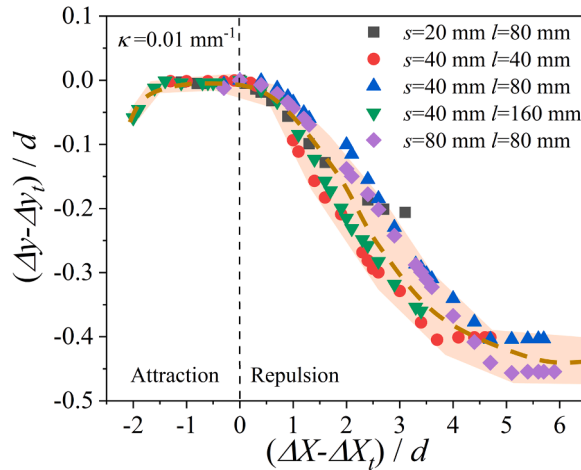 0.1
0.0
-0.1
-0.2
-0.3
-0.4
-0.5
(Δy-Δyₜ) / d
κ=0.01 mm⁻¹
s=20 mm l=80 mm
s=40 mm l=40 mm
s=40 mm l=80 mm
s=40 mm l=160 mm
s=80 mm l=80 mm
Attraction
Repulsion
-2 -1 0 1 2 3 4 5 6
(ΔX-ΔXₜ) / d